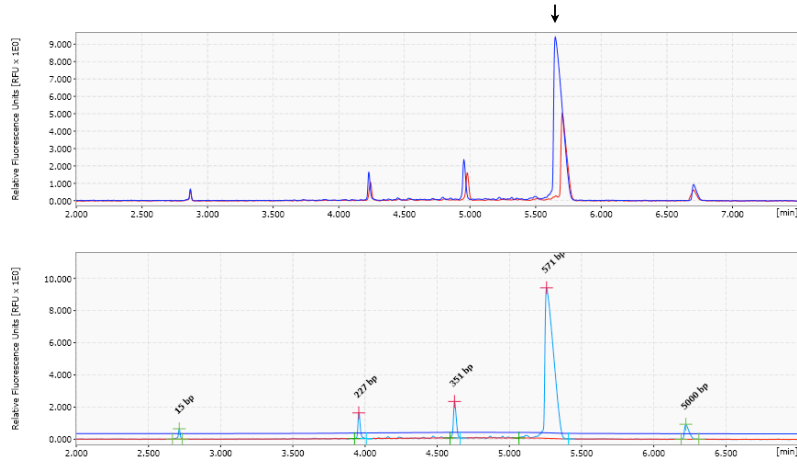 Relative Fluorescence Units [RFU x 1E0]
9.000
8.000
7.000
6.000
5.000
4.000
3.000
2.000
1.000
0.000
2.000 2.500 3.000 3.500 4.000 4.500 5.000 5.500 6.000 6.500 7.000
[min]
Relative Fluorescence Units [RFU x 1E0]
10.000
8.000
6.000
4.000
2.000
0.000
15 bp
227 bp
351 bp
571 bp
5000 bp
2.000 2.500 3.000 3.500 4.000 4.500 5.000 5.500 6.000 6.500
[min]